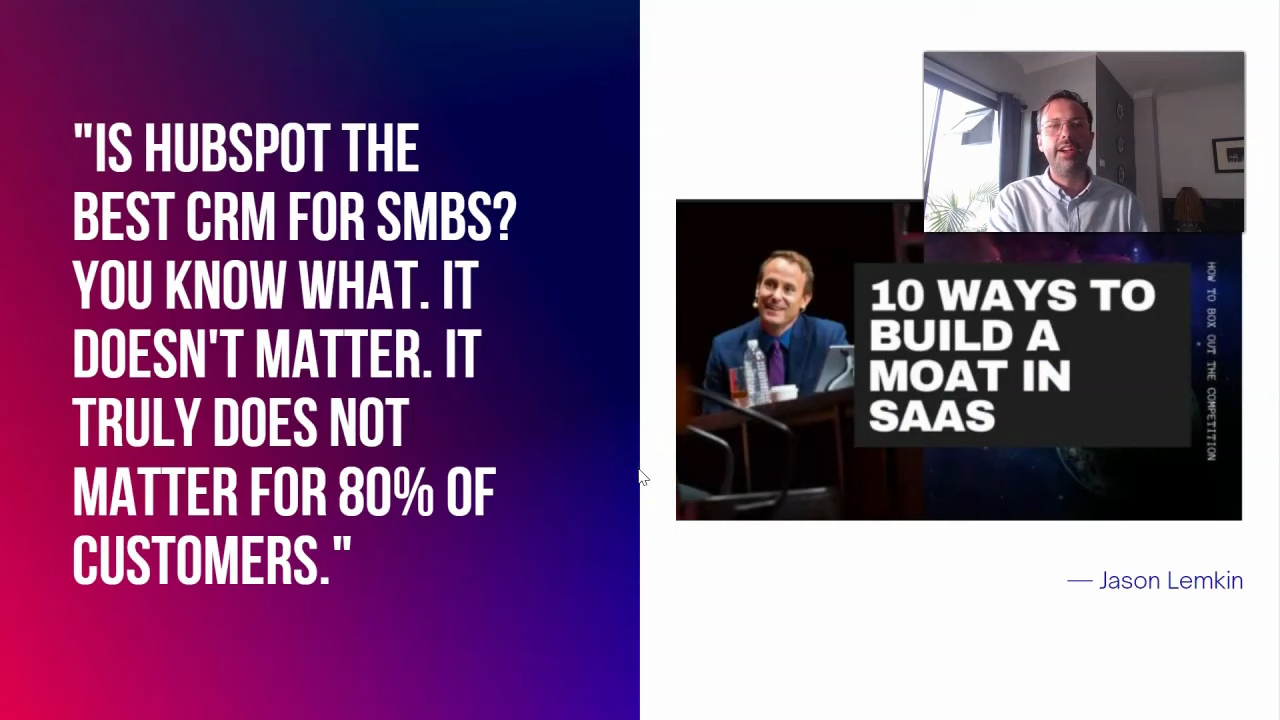 "IS HUBSPOT THE
BEST CRM FOR SMBS?
YOU KNOW WHAT. IT
DOESN'T MATTER. IT
TRULY DOES NOT
MATTER FOR 80% OF
CUSTOMERS."
10 WAYS TO
BUILD A
MOAT IN
SAAS
HOW TO BOX OUT THE COMPETITION
— Jason Lemkin